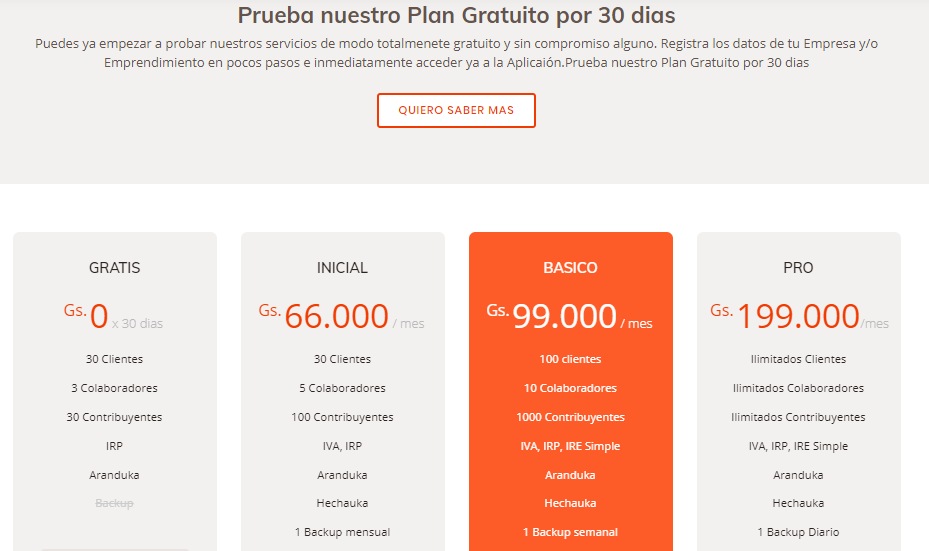 Prueba nuestro Plan Gratuito por 30 dias
Puedes ya empezar a probar nuestros servicios de modo totalmenete gratuito y sin compromiso alguno. Registra los datos de tu Empresa y/o
Emprendimiento en pocos pasos e inmediatamente acceder ya a la Aplicaión.Prueba nuestro Plan Gratuito por 30 dias
QUIERO SABER MAS
GRATIS
Gs. 0 x 30 dias
30 Clientes
3 Colaboradores
30 Contribuyentes
IRP
Aranduka
Backup
INICIAL
Gs. 66.000 / mes
30 Clientes
5 Colaboradores
100 Contribuyentes
IVA, IRP
Aranduka
Hechauka
1 Backup mensual
BASICO
Gs. 99.000 / mes
100 clientes
10 Colaboradores
1000 Contribuyentes
IVA, IRP, IRE Simple
Aranduka
Hechauka
1 Backup semanal
PRO
Gs. 199.000/mes
Ilimitados Clientes
Ilimitados Colaboradores
Ilimitados Contribuyentes
IVA, IRP, IRE Simple
Aranduka
Hechauka
1 Backup Diario